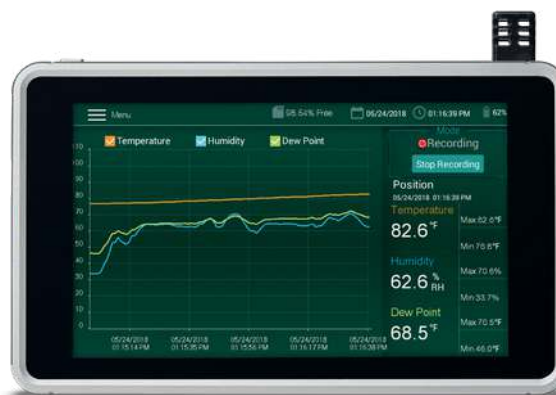 Menu
98.54% Free
06/24/2018
01:16:39 PM
62%
Temperature
Humidity
Dew Point
Mode
Recording
Stop Recording
Position
05/24/2018 01:16:39 PM
Temperature
82.6 °F
Max 82.6°F
Min 76.6°F
Humidity
62.6 % RH
Max 70.6%
Min 33.7%
Dew Point
68.5 °F
Max 70.5°F
Min 46.0°F
110
100
90
80
70
60
50
40
30
20
10
0
05/24/2018 05/24/2018 05/24/2018 05/24/2018 05/24/2018
01:15:14 PM 01:15:35 PM 01:15:56 PM 01:16:17 PM 01:16:38 PM